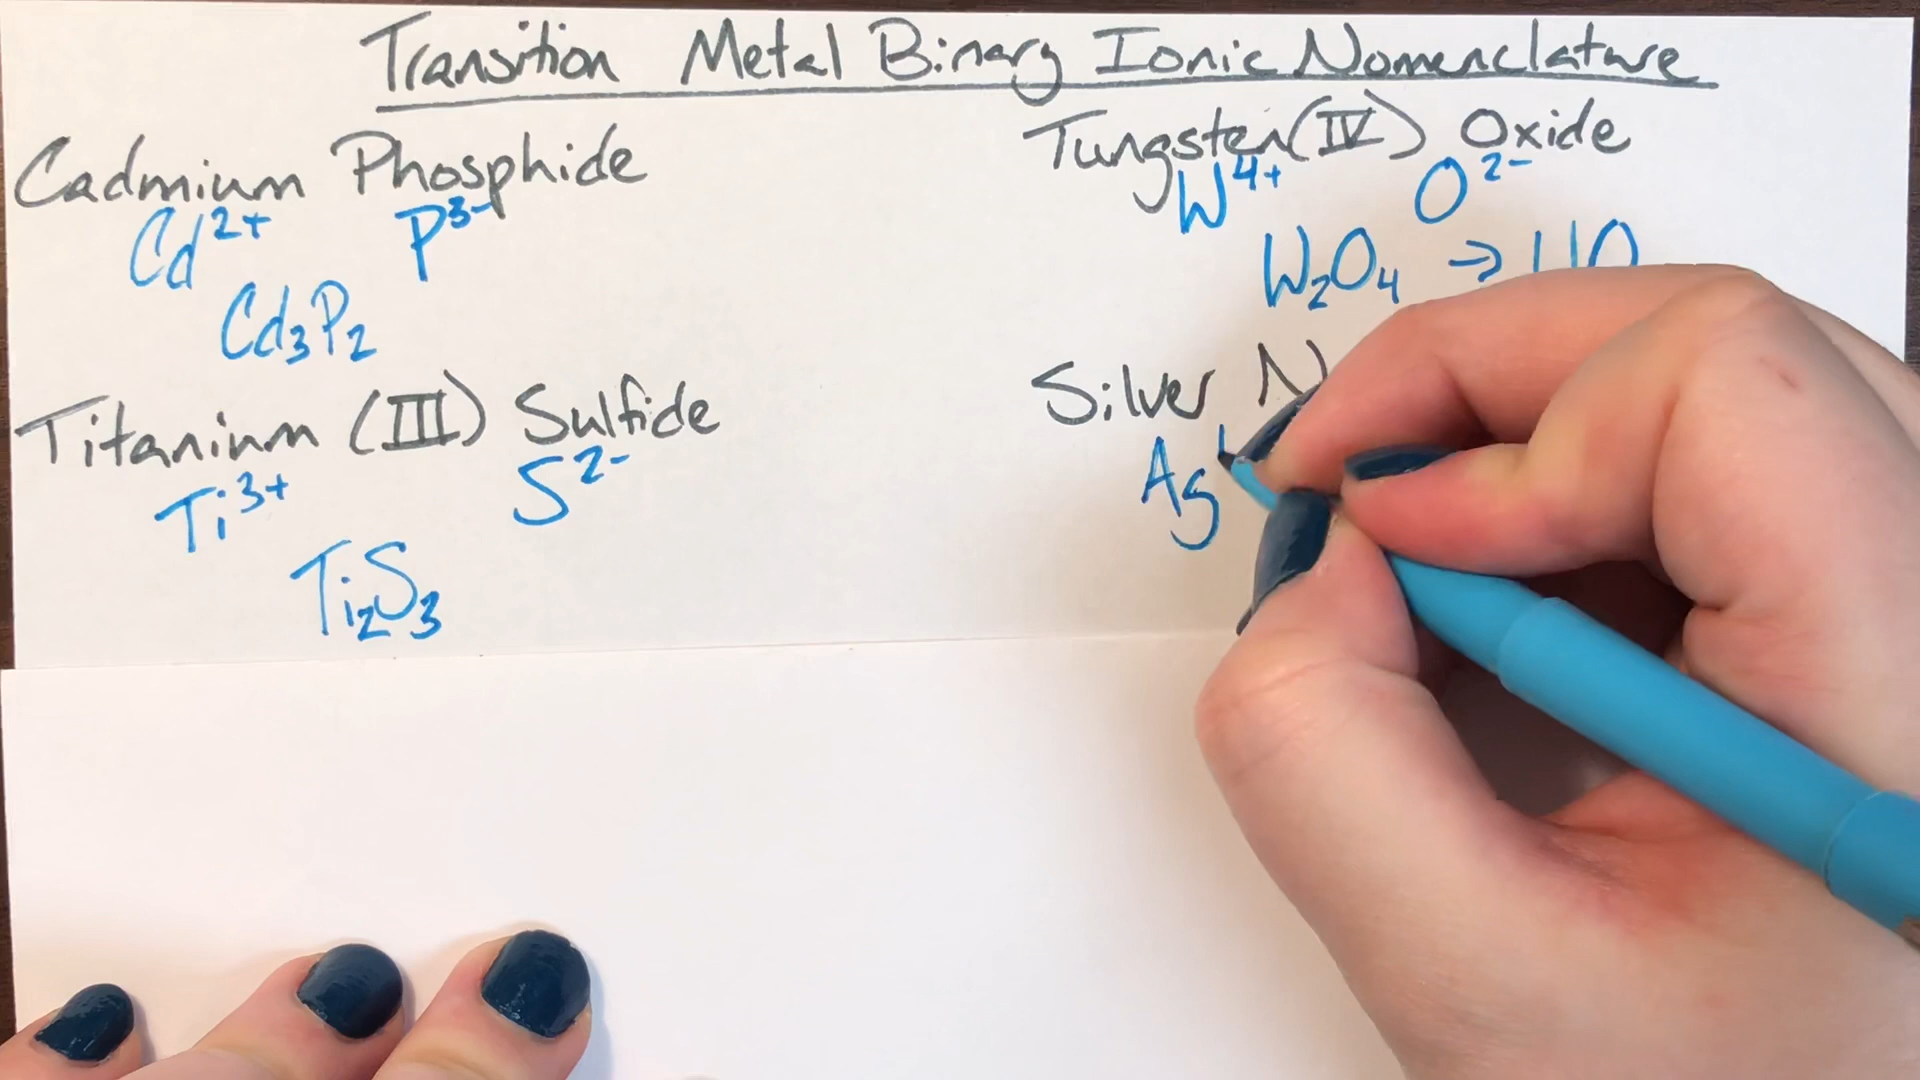 Transition Metal Binary Ionic Nomenclature
Cadmium Phosphide
Cd²⁺ P³⁻
Cd₃P₂
Titanium (III) Sulfide
Ti³⁺ S²⁻
Ti₂S₃
Tungsten(IV) Oxide
W⁴⁺ O²⁻
W₂O₄ →
Silver N
Ag